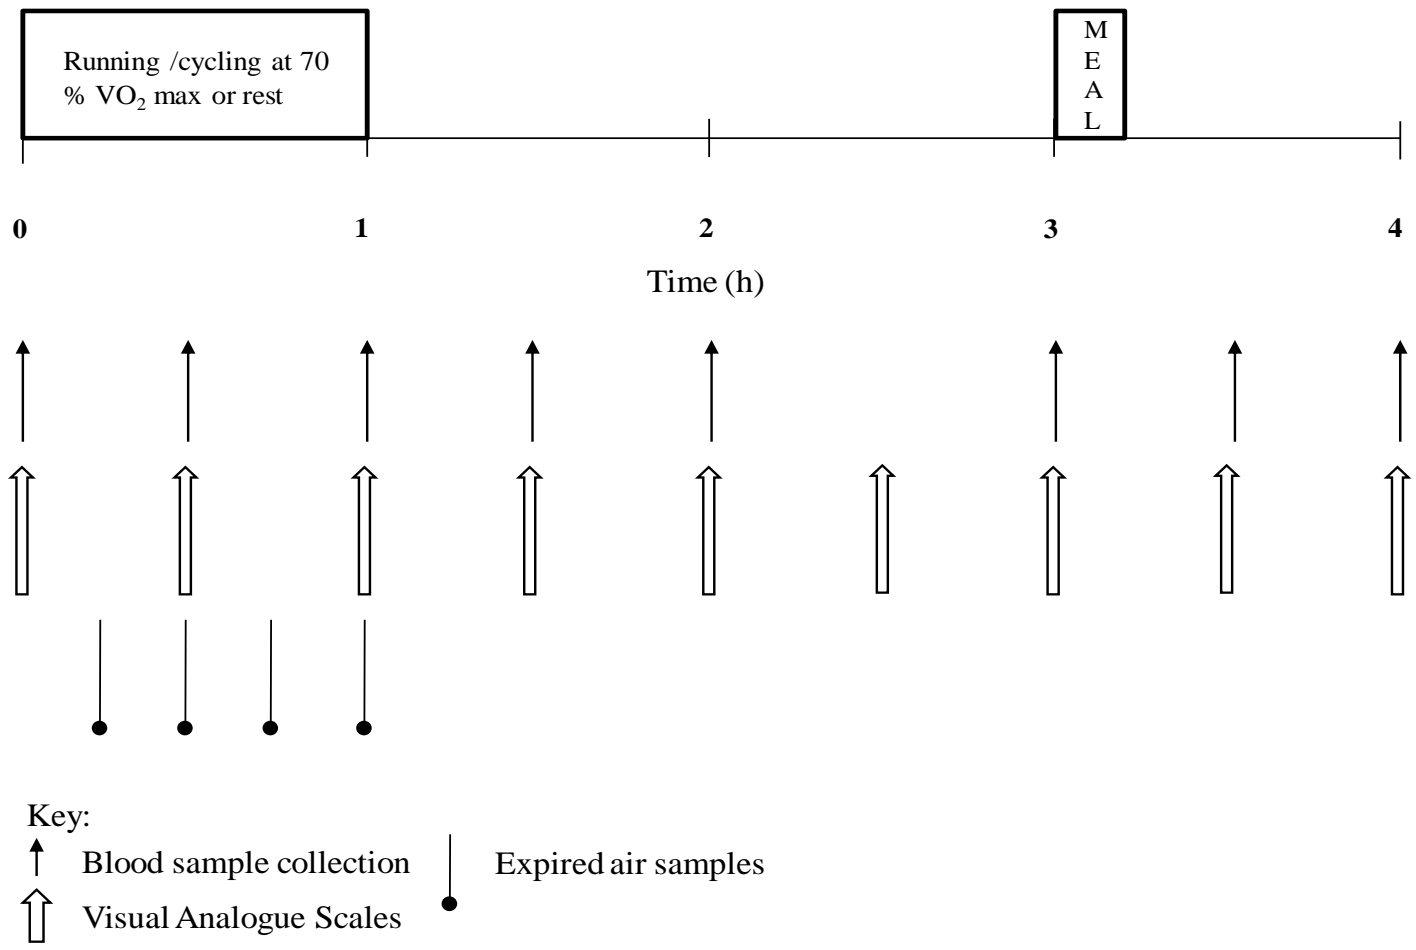 Running /cycling at 70
% VO₂ max or rest
M
E
A
L
0 1 2 3 4
Time (h)
Key:
Blood sample collection
Expired air samples
Visual Analogue Scales